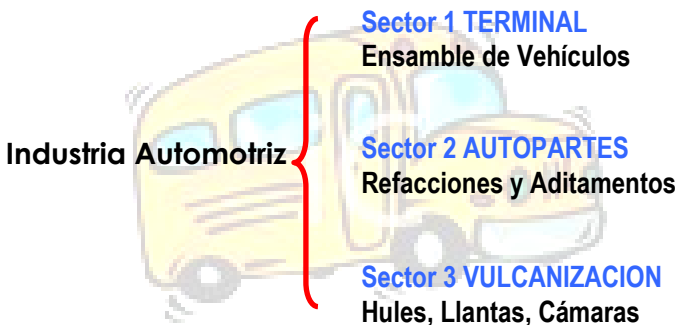 Sector 1 TERMINAL
Ensamble de Vehículos
Industria Automotriz
Sector 2 AUTOPARTES
Refacciones y Aditamentos
Sector 3 VULCANIZACION
Hules, Llantas, Cámaras